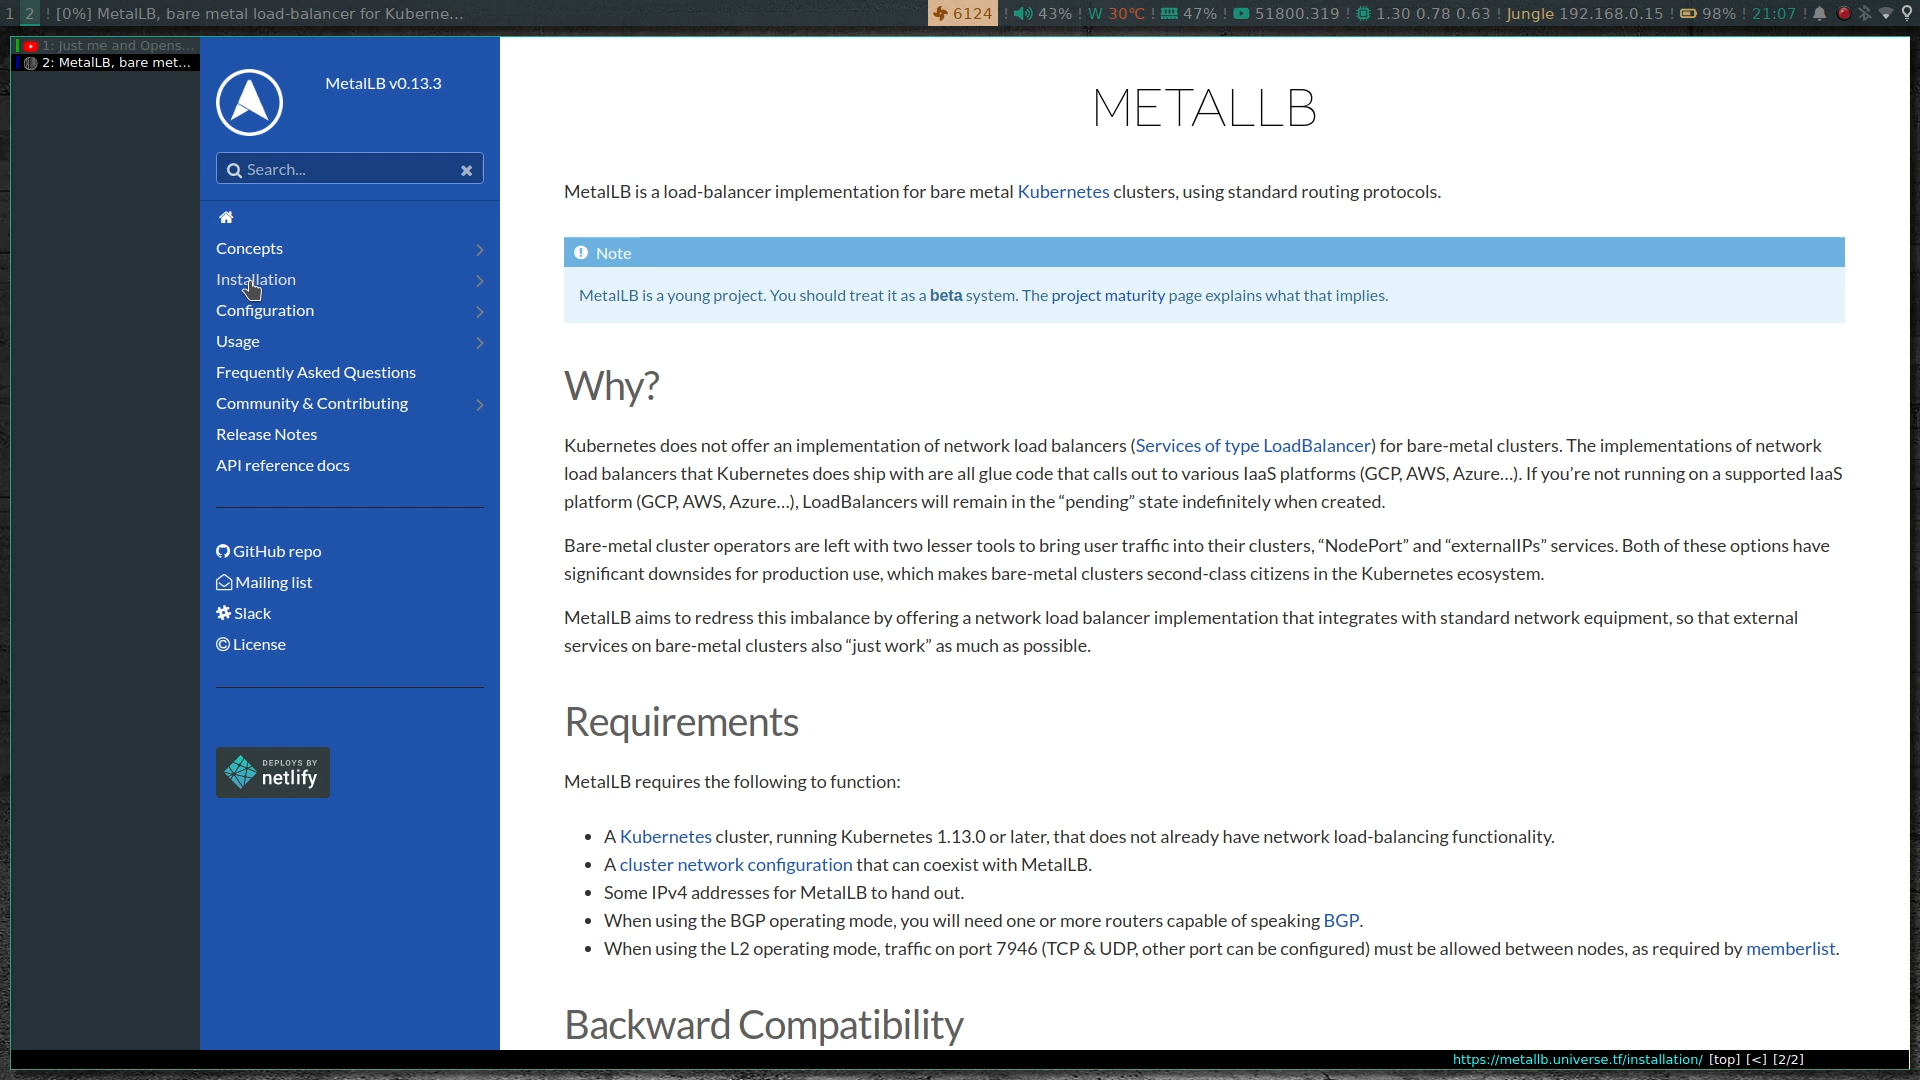 1 2 ! [0%] MetalLB, bare metal load-balancer for Kuberne...
6124 ! 43% ! W 30°C ! 47% ! 51800.319 ! 1.30 0.78 0.63 ! Jungle 192.168.0.15 ! 98% ! 21:07 !
1: Just me and Opens...
2: MetalLB, bare met...
MetalLB v0.13.3
Search...
Concepts
Installation
Configuration
Usage
Frequently Asked Questions
Community & Contributing
Release Notes
API reference docs
GitHub repo
Mailing list
Slack
License
DEPLOYS BY
netlify
METALLB
MetalLB is a load-balancer implementation for bare metal Kubernetes clusters, using standard routing protocols.
Note
MetalLB is a young project. You should treat it as a beta system. The project maturity page explains what that implies.
Why?
Kubernetes does not offer an implementation of network load balancers (Services of type LoadBalancer) for bare-metal clusters. The implementations of network
load balancers that Kubernetes does ship with are all glue code that calls out to various IaaS platforms (GCP, AWS, Azure…). If you’re not running on a supported IaaS
platform (GCP, AWS, Azure…), LoadBalancers will remain in the “pending” state indefinitely when created.
Bare-metal cluster operators are left with two lesser tools to bring user traffic into their clusters, “NodePort” and “externalIPs” services. Both of these options have
significant downsides for production use, which makes bare-metal clusters second-class citizens in the Kubernetes ecosystem.
MetalLB aims to redress this imbalance by offering a network load balancer implementation that integrates with standard network equipment, so that external
services on bare-metal clusters also “just work” as much as possible.
Requirements
MetalLB requires the following to function:
• A Kubernetes cluster, running Kubernetes 1.13.0 or later, that does not already have network load-balancing functionality.
• A cluster network configuration that can coexist with MetalLB.
• Some IPv4 addresses for MetalLB to hand out.
• When using the BGP operating mode, you will need one or more routers capable of speaking BGP.
• When using the L2 operating mode, traffic on port 7946 (TCP & UDP, other port can be configured) must be allowed between nodes, as required by memberlist.
Backward Compatibility
https://metallb.universe.tf/installation/ [top] [<] [2/2]